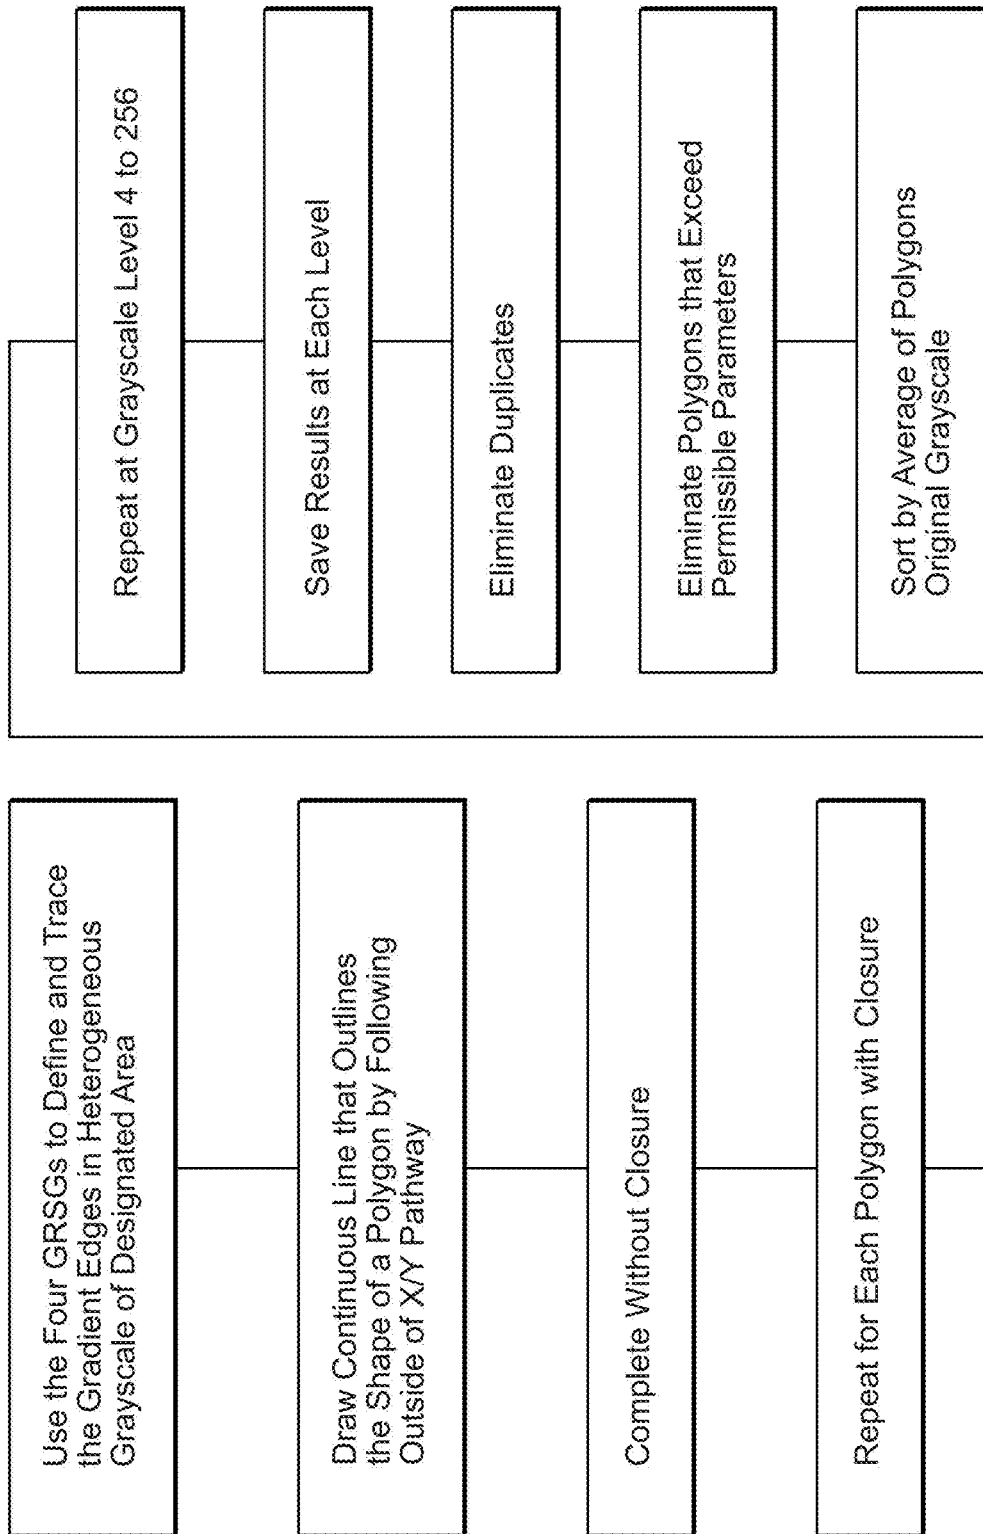 Use the Four GRSGs to Define and Trace
the Gradient Edges in Heterogeneous
Grayscale of Designated Area
Draw Continuous Line that Outlines
the Shape of a Polygon by Following
Outside of X/Y Pathway
Complete Without Closure
Repeat for Each Polygon with Closure
Repeat at Grayscale Level 4 to 256
Save Results at Each Level
Eliminate Duplicates
Eliminate Polygons that Exceed
Permissible Parameters
Sort by Average of Polygons
Original Grayscale